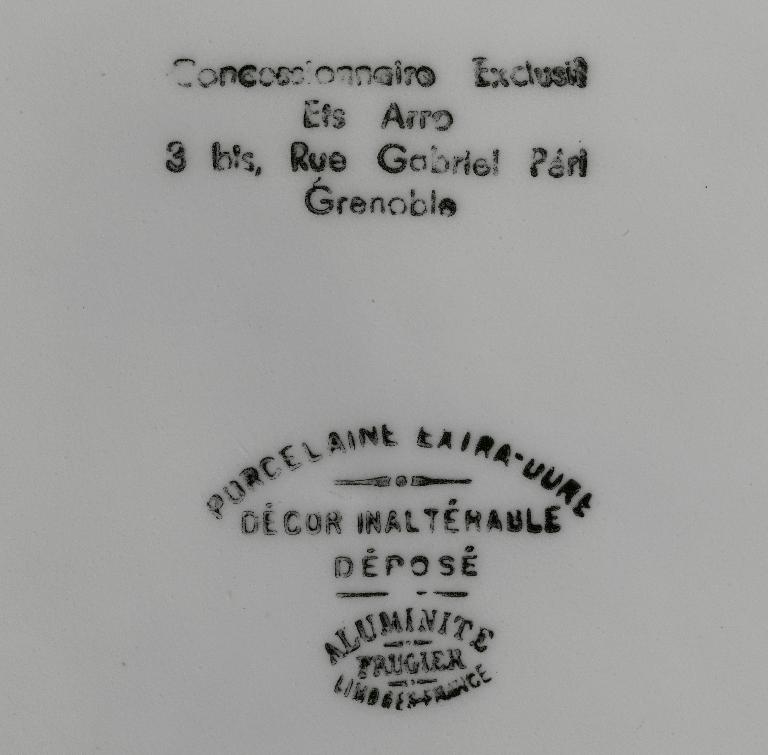 Concessionnaire Exclusif
Ets Arro
3 bis, Rue Gabriel Péri
Grenoble
PORCELAINE EXTRA-DURE
DÉCOR INALTÉRABLE
DÉPOSÉ
ALUMINITE
FRUGIER
LIMOGES-FRANCE